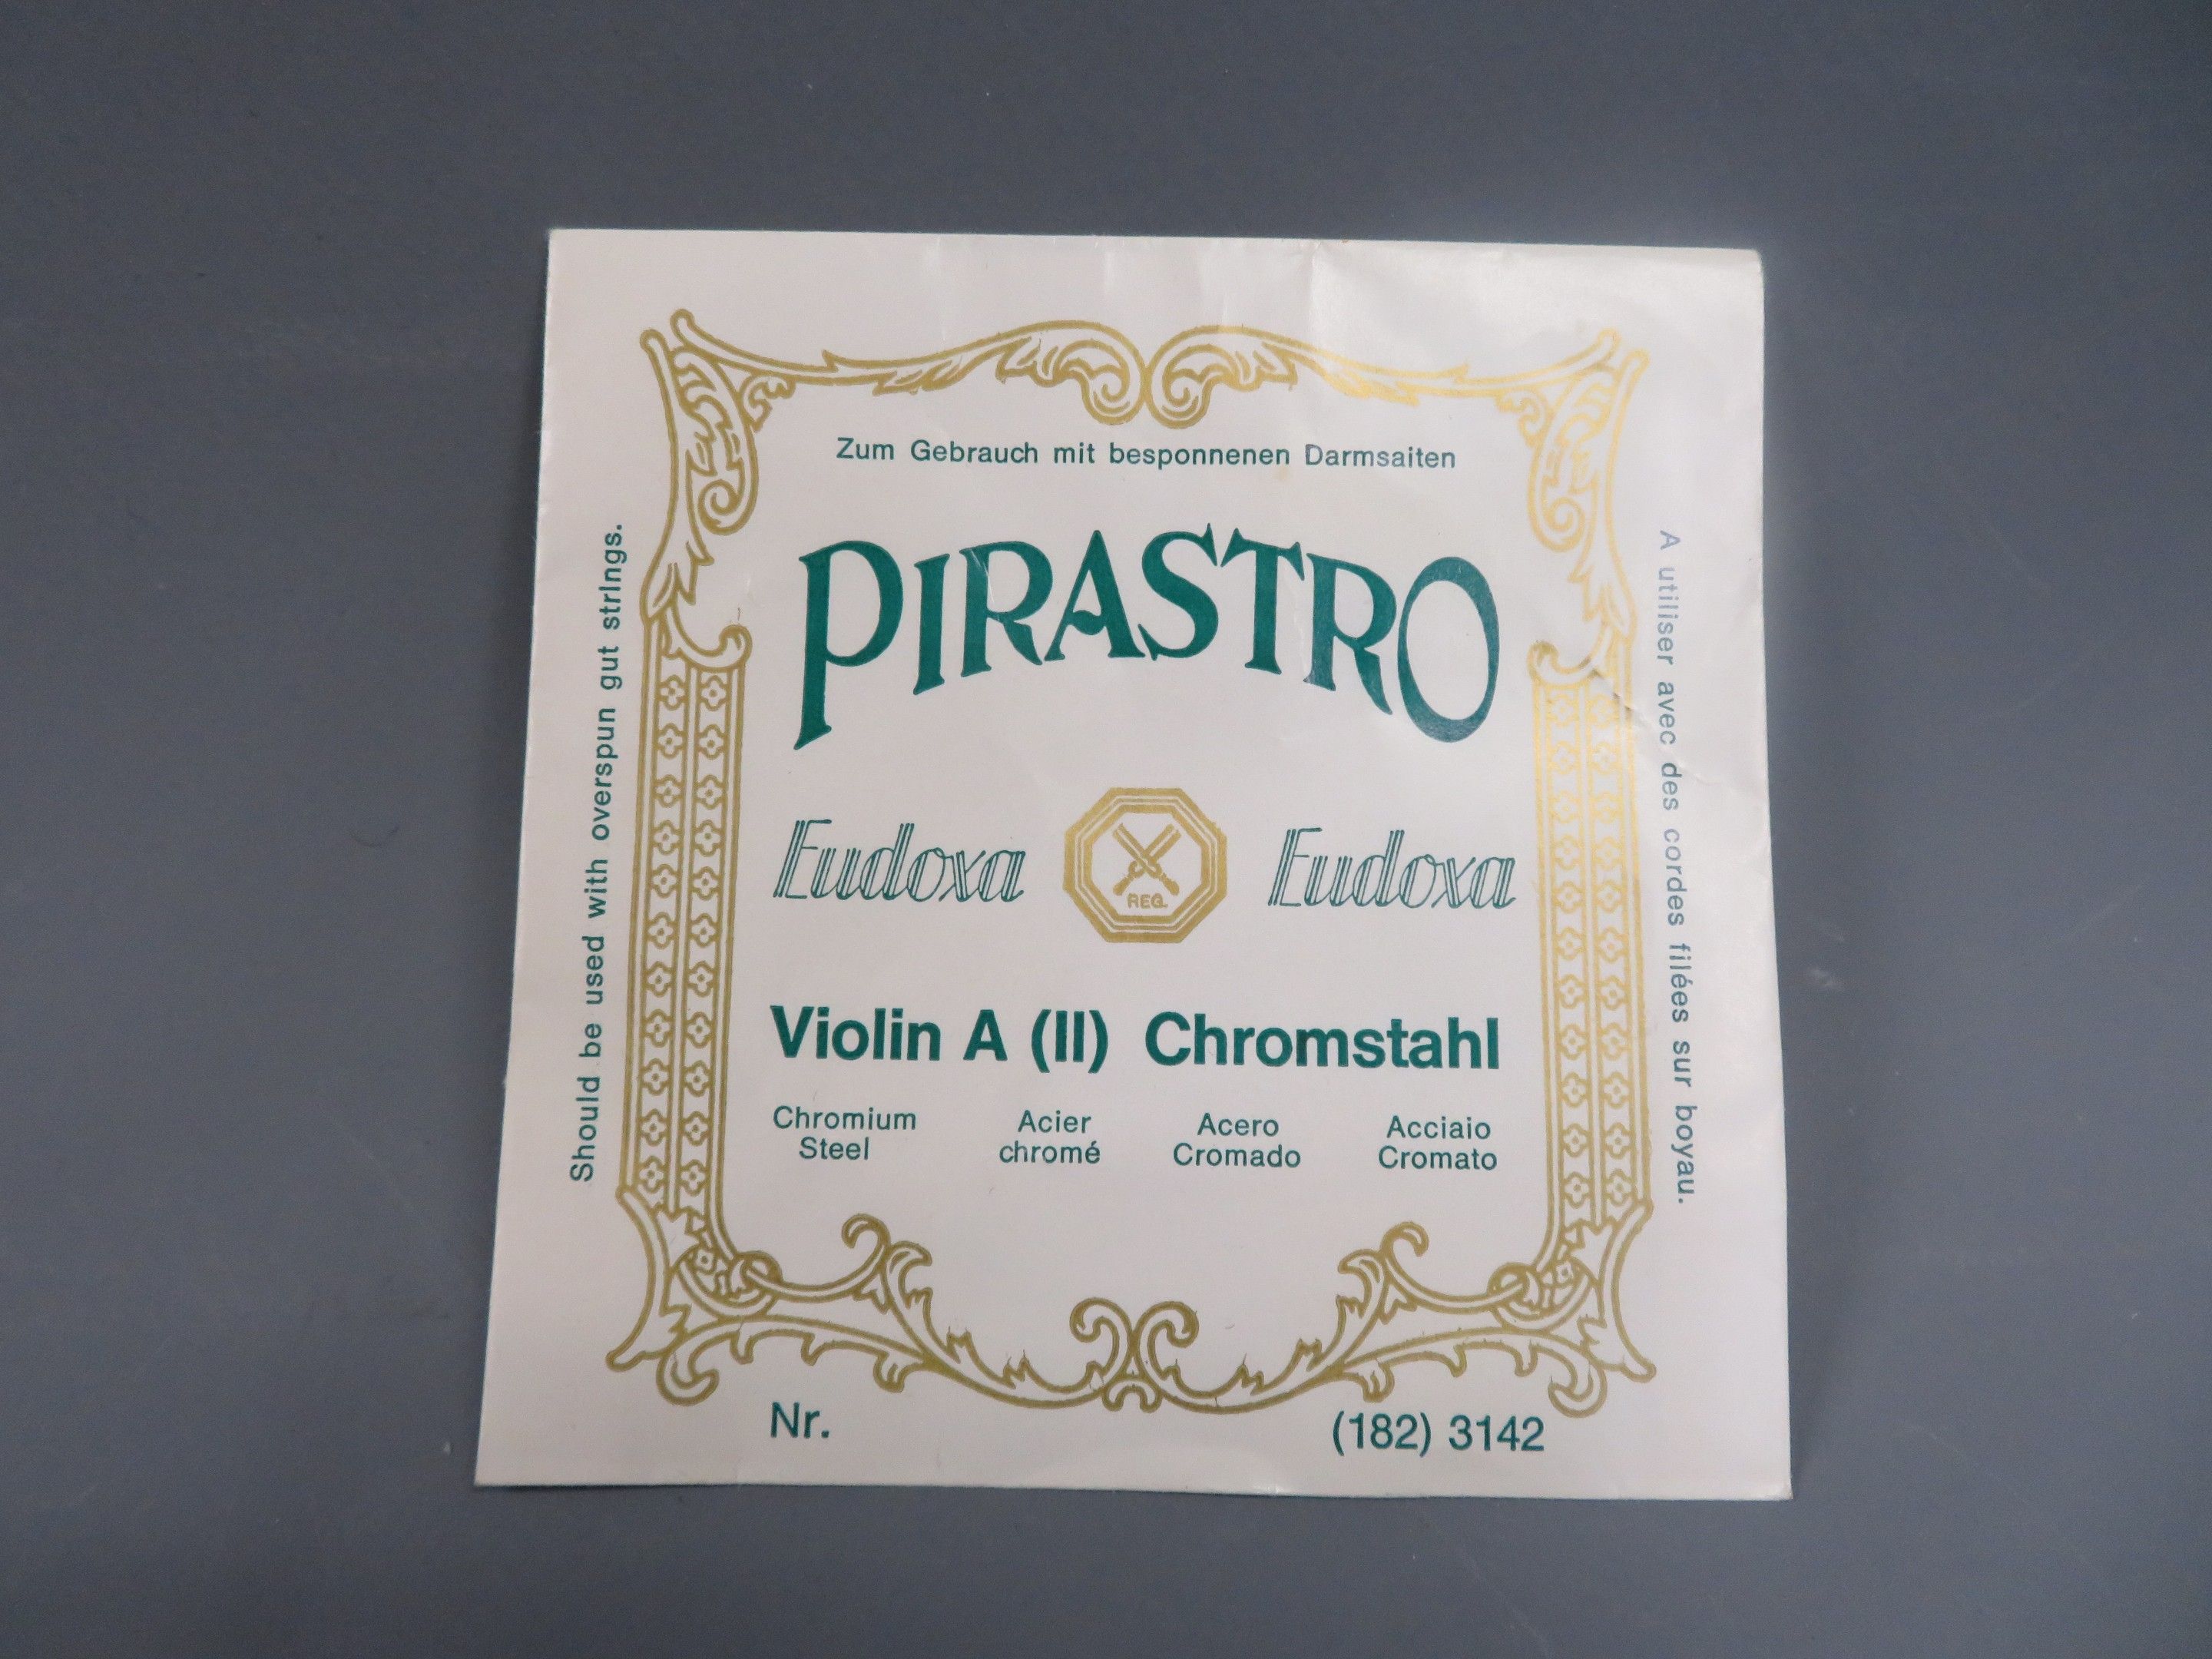 Zum Gebrauch mit besponnenen Darmsaiten
PIRASTRO
Eudoxa
REG.
Eudoxa
Violin A (II) Chromstahl
Chromium
Steel
Acier
chromé
Acero
Cromado
Acciaio
Cromato
Nr.
(182) 3142
Should be used with overspun gut strings.
A utiliser avec des cordes filées sur boyau.